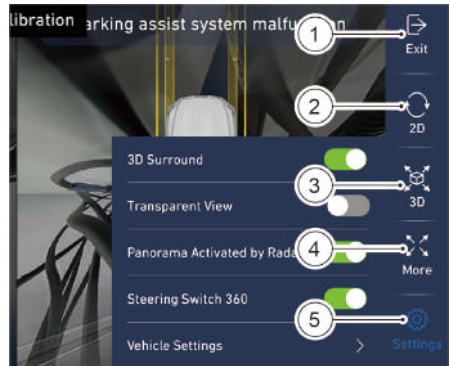 libration
arking assist system malfu on
1
Exit
2
2D
3D Surround
3
3D
Transparent View
4
Panorama Activated by Rada
More
Steering Switch 360
5
Settings
Vehicle Settings